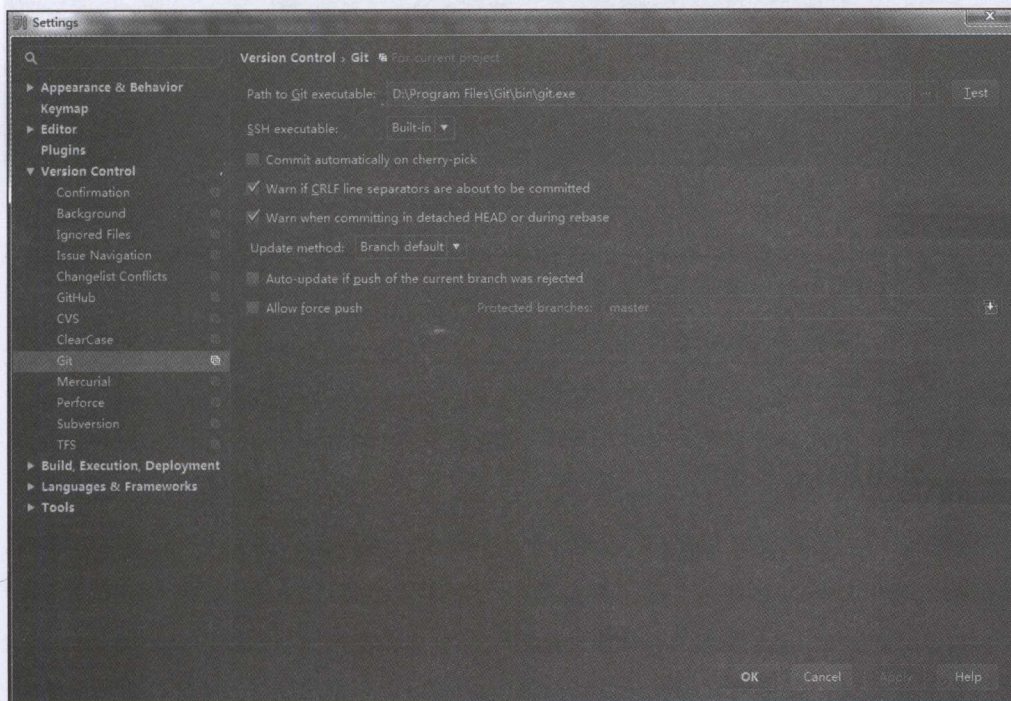 Settings
Appearance & Behavior
Keymap
Editor
Plugins
Version Control
Confirmation
Background
Ignored Files
Issue Navigation
Changelist Conflicts
GitHub
CVS
ClearCase
Git
Mercurial
Perforce
Subversion
TFS
Build, Execution, Deployment
Languages & Frameworks
Tools
Version Control › Git For current project
Path to Git executable: D:\Program Files\Git\bin\git.exe ... Test
SSH executable: Built-in
Commit automatically on cherry-pick
Warn if CRLF line separators are about to be committed
Warn when committing in detached HEAD or during rebase
Update method: Branch default
Auto-update if push of the current branch was rejected
Allow force push Protected branches: master
OK Cancel Apply Help